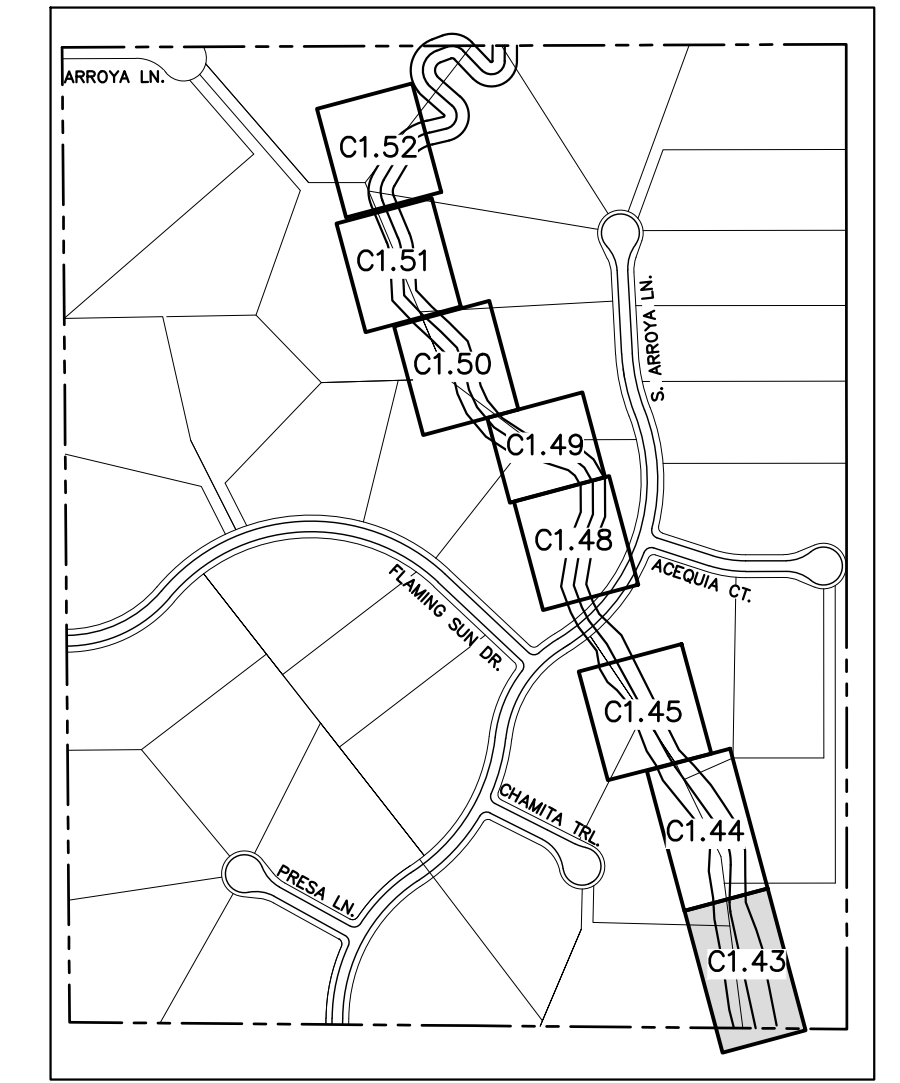 ARROYA LN.
C1.52
C1.51
S. ARROYA LN.
C1.50
C1.49
C1.48
ACEQUIA CT.
FLAMING SUN DR.
C1.45
CHAMITA TRL.
C1.44
PRESA LN.
C1.43